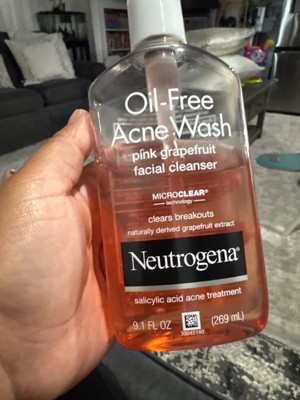 Oil-Free
Acne Wash
pink grapefruit
facial cleanser
MICROCLEAR®
technology
clears breakouts
naturally derived grapefruit extract
Neutrogena®
salicylic acid acne treatment
9.1 FL OZ (269 mL)